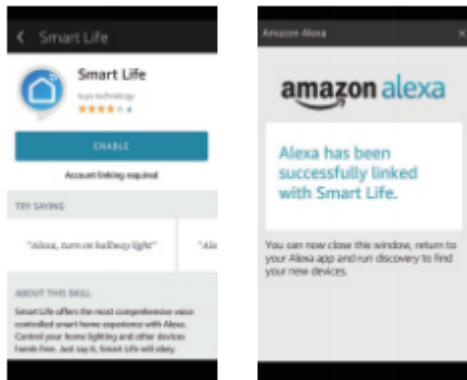 Smart Life
Smart Life
tuya technology
ENABLE
Account linking required
TRY SAYING
"Alexa, turn on hallway light"
"Ale
ABOUT THIS SKILL
Smart Life offers the most comprehensive voice
controlled smart home experience with Alexa.
Control your home lighting and other devices
hands free. Just say it, Smart Life will obey.
Amazon Alexa
amazon alexa
Alexa has been
successfully linked
with Smart Life.
You can now close this window, return to
your Alexa app and run discovery to find
your new devices.